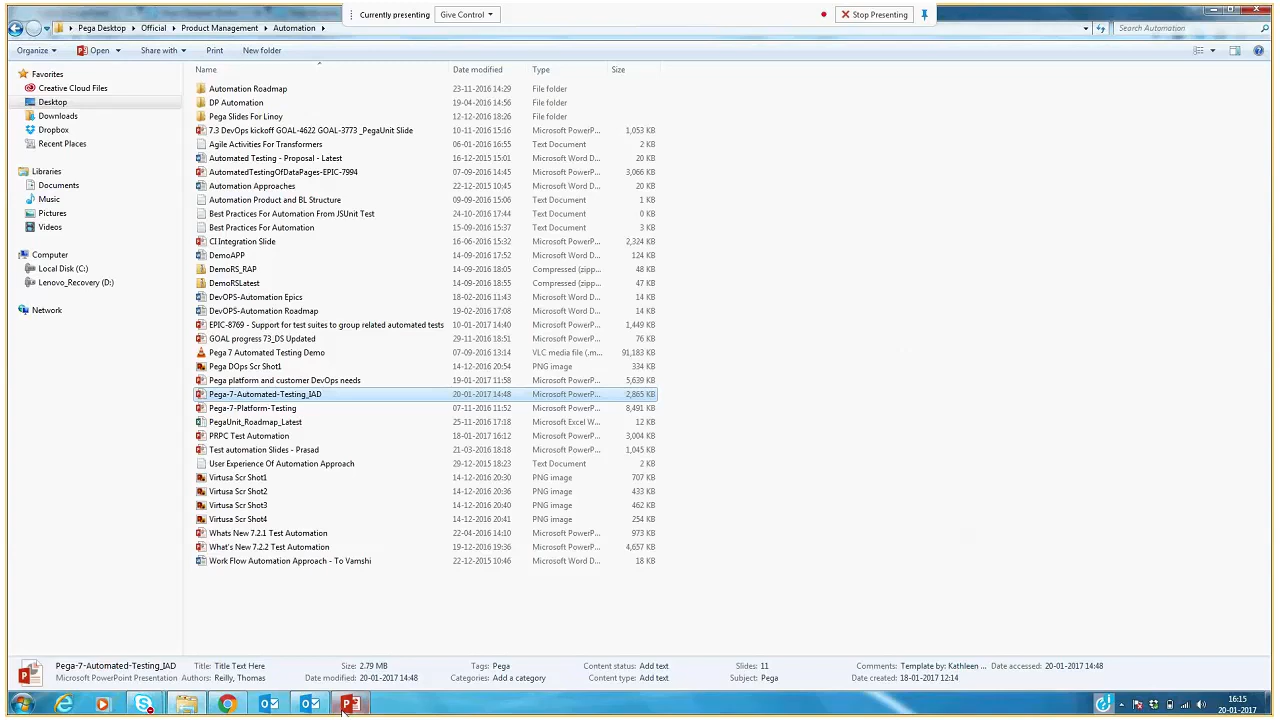 Currently presenting Give Control Stop Presenting
Pega Desktop Official Product Management Automation Search Automation
Organize Open Share with Print New folder
Name Date modified Type Size
Favorites
Creative Cloud Files
Desktop
Downloads
Dropbox
Recent Places
Libraries
Documents
Music
Pictures
Videos
Computer
Local Disk (C:)
Lenovo_Recovery (D:)
Network
Automation Roadmap 23-11-2016 14:29 File folder
DP Automation 19-04-2016 14:56 File folder
Pega Slides For Linoy 12-12-2016 18:26 File folder
7.3 DevOps kickoff GOAL-4622 GOAL-3773 _PegaUnit Slide 10-11-2016 15:16 Microsoft PowerP... 1,053 KB
Agile Activities For Transformers 06-01-2016 16:55 Text Document 2 KB
Automated Testing - Proposal - Latest 16-12-2015 15:01 Microsoft Word D... 20 KB
AutomatedTestingOfDataPages-EPIC-7994 07-09-2016 14:45 Microsoft PowerP... 3,066 KB
Automation Approaches 22-12-2015 10:45 Microsoft Word D... 20 KB
Automation Product and BL Structure 09-09-2016 15:06 Text Document 1 KB
Best Practices For Automation From JSUnit Test 24-10-2016 17:44 Text Document 0 KB
Best Practices For Automation 15-09-2016 15:37 Text Document 3 KB
CI Integration Slide 16-06-2016 15:32 Microsoft PowerP... 2,324 KB
DemoAPP 14-09-2016 17:52 Microsoft Word D... 124 KB
DemoRS_RAP 14-09-2016 18:05 Compressed (zipp... 48 KB
DemoRSLatest 14-09-2016 18:55 Compressed (zipp... 47 KB
DevOPS-Automation Epics 18-02-2016 11:43 Microsoft Word D... 14 KB
DevOPS-Automation Roadmap 19-02-2016 17:08 Microsoft Word D... 14 KB
EPIC-8769 - Support for test suites to group related automated tests 10-01-2017 14:40 Microsoft PowerP... 1,449 KB
GOAL progress 73_DS Updated 29-11-2016 18:51 Microsoft PowerP... 76 KB
Pega 7 Automated Testing Demo 07-09-2016 13:14 VLC media file (.m... 91,183 KB
Pega DOps Scr Shot1 14-12-2016 20:54 PNG image 334 KB
Pega platform and customer DevOps needs 19-01-2017 11:58 Microsoft PowerP... 5,639 KB
Pega-7-Automated-Testing_IAD 20-01-2017 14:48 Microsoft PowerP... 2,865 KB
Pega-7-Platform-Testing 07-11-2016 11:52 Microsoft PowerP... 8,491 KB
PegaUnit_Roadmap_Latest 25-11-2016 17:18 Microsoft Excel W... 12 KB
PRPC Test Automation 18-01-2017 16:12 Microsoft PowerP... 3,004 KB
Test automation Slides - Prasad 21-03-2016 18:18 Microsoft PowerP... 1,045 KB
User Experience Of Automation Approach 29-12-2015 18:23 Text Document 2 KB
Virtusa Scr Shot1 14-12-2016 20:30 PNG image 707 KB
Virtusa Scr Shot2 14-12-2016 20:36 PNG image 433 KB
Virtusa Scr Shot3 14-12-2016 20:40 PNG image 462 KB
Virtusa Scr Shot4 14-12-2016 20:41 PNG image 254 KB
Whats New 7.2.1 Test Automation 22-04-2016 14:10 Microsoft PowerP... 973 KB
What's New 7.2.2 Test Automation 19-12-2016 19:36 Microsoft PowerP... 4,657 KB
Work Flow Automation Approach - To Vamshi 22-12-2015 10:46 Microsoft Word D... 18 KB
Pega-7-Automated-Testing_IAD Title: Title Text Here Size: 2.79 MB Tags: Pega Content status: Add text Slides: 11 Comments: Template by: Kathleen ... Date accessed: 20-01-2017 14:48
Microsoft PowerPoint Presentation Authors: Reilly, Thomas Date modified: 20-01-2017 14:48 Categories: Add a category Content type: Add text Subject: Pega Date created: 18-01-2017 12:14
16:15
20-01-2017